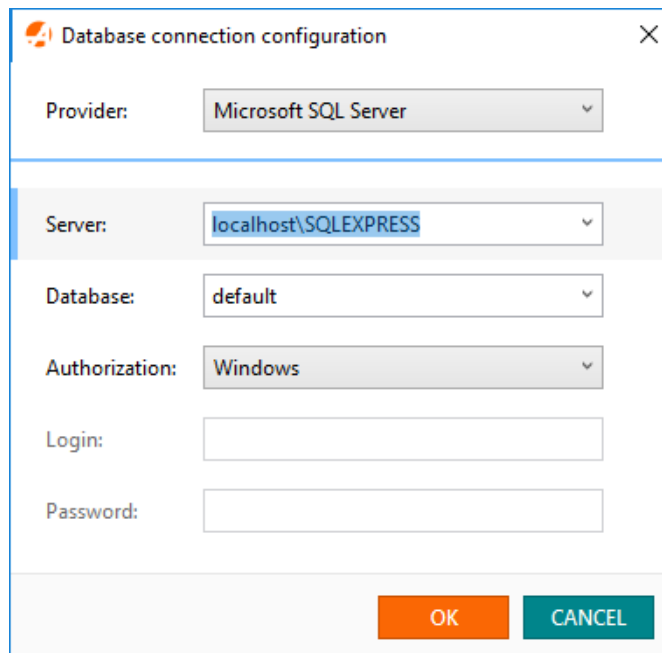 Database connection configuration
Provider: Microsoft SQL Server
Server: localhost\SQLEXPRESS
Database: default
Authorization: Windows
Login:
Password:
OK CANCEL